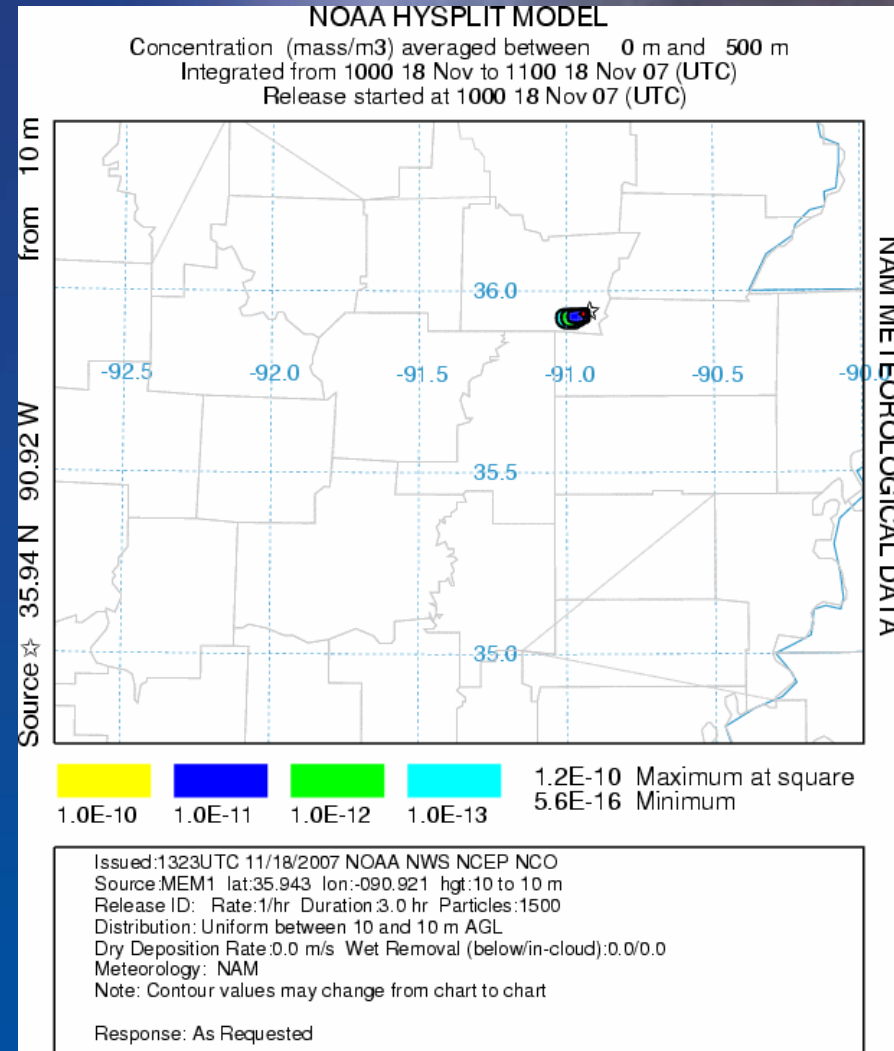 NOAA HYSPLIT MODEL
Concentration (mass/m3) averaged between 0 m and 500 m
Integrated from 1000 18 Nov to 1100 18 Nov 07 (UTC)
Release started at 1000 18 Nov 07 (UTC)
Source ☆ 35.94 N 90.92 W from 10 m
NAM METEOROLOGICAL DATA
36.0
-92.5 -92.0 -91.5 -91.0 -90.5 -90.0
35.5
35.0
1.0E-10 1.0E-11 1.0E-12 1.0E-13
1.2E-10 Maximum at square
5.6E-16 Minimum
Issued:1323UTC 11/18/2007 NOAA NWS NCEP NCO
Source:MEM1 lat:35.943 lon:-090.921 hgt:10 to 10 m
Release ID: Rate:1/hr Duration:3.0 hr Particles:1500
Distribution: Uniform between 10 and 10 m AGL
Dry Deposition Rate:0.0 m/s Wet Removal (below/in-cloud):0.0/0.0
Meteorology: NAM
Note: Contour values may change from chart to chart
Response: As Requested